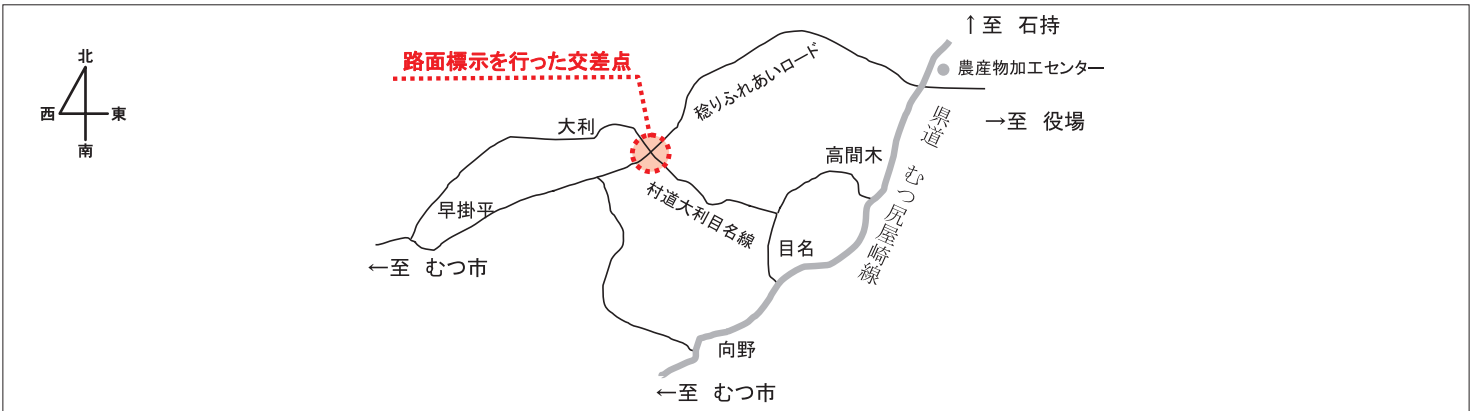 ↑至 石持
北
路面標示を行った交差点
稔りふれあいロード
農産物加工センター
西
東
南
大利
県道 むつ尻屋崎線
→至 役場
高間木
村道大利目名線
早掛平
目名
←至 むつ市
向野
←至 むつ市